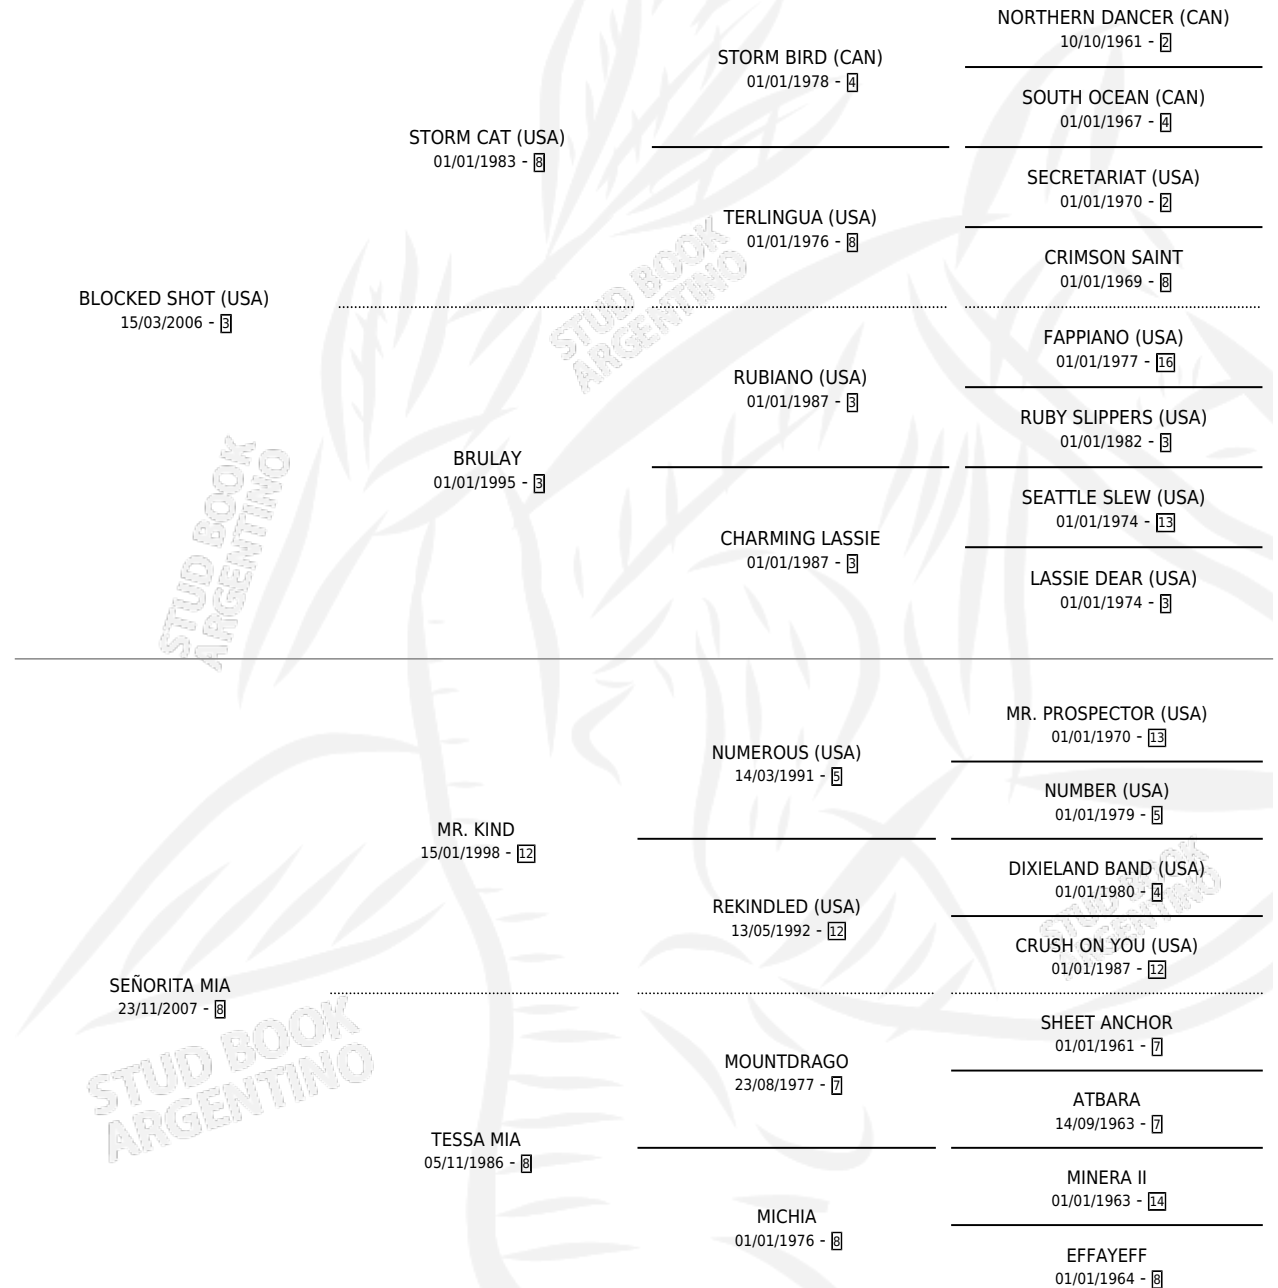 NORTHERN DANCER (CAN)
10/10/1961 - 2
STORM BIRD (CAN)
01/01/1978 - 4
SOUTH OCEAN (CAN)
01/01/1967 - 4
STORM CAT (USA)
01/01/1983 - 8
SECRETARIAT (USA)
01/01/1970 - 2
TERLINGUA (USA)
01/01/1976 - 8
CRIMSON SAINT
01/01/1969 - 8
BLOCKED SHOT (USA)
15/03/2006 - 3
FAPPIANO (USA)
01/01/1977 - 16
RUBIANO (USA)
01/01/1987 - 3
RUBY SLIPPERS (USA)
01/01/1982 - 3
BRULAY
01/01/1995 - 3
SEATTLE SLEW (USA)
01/01/1974 - 13
CHARMING LASSIE
01/01/1987 - 3
LASSIE DEAR (USA)
01/01/1974 - 3
STUD BOOK
ARGENTINO
STUD BOOK
ARGENTINO
MR. PROSPECTOR (USA)
01/01/1970 - 13
NUMEROUS (USA)
14/03/1991 - 5
NUMBER (USA)
01/01/1979 - 5
MR. KIND
15/01/1998 - 12
DIXIELAND BAND (USA)
01/01/1980 - 4
REKINDLED (USA)
13/05/1992 - 12
CRUSH ON YOU (USA)
01/01/1987 - 12
STUD BOOK
ARGENTINO
SEÑORITA MIA
23/11/2007 - 8
SHEET ANCHOR
01/01/1961 - 7
MOUNTDRAGO
23/08/1977 - 7
ATBARA
14/09/1963 - 7
STUD BOOK
ARGENTINO
TESSA MIA
05/11/1986 - 8
MINERA II
01/01/1963 - 14
MICHIA
01/01/1976 - 8
EFFAYEFF
01/01/1964 - 8